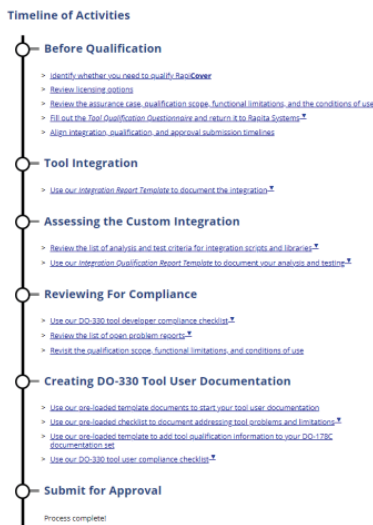 Timeline of Activities
Before Qualification
> Identify whether you need to qualify RapiCover
> Review licensing options
> Review the assurance case, qualification scope, functional limitations, and the conditions of use
> Fill out the Tool Qualification Questionnaire and return it to Rapita Systems
> Align integration, qualification, and approval submission timelines
Tool Integration
> Use our Integration Report Template to document the integration
Assessing the Custom Integration
> Review the list of analysis and test criteria for integration scripts and libraries
> Use our Integration Qualification Report Template to document your analysis and testing
Reviewing For Compliance
> Use our DO-330 tool developer compliance checklist
> Review the list of open problem reports
> Revisit the qualification scope, functional limitations, and conditions of use
Creating DO-330 Tool User Documentation
> Use our pre-loaded template documents to start your tool user documentation
> Use our pre-loaded checklist to document addressing tool problems and limitations
> Use our pre-loaded template to add tool qualification information to your DO-178C
documentation set
> Use our DO-330 tool user compliance checklist
Submit for Approval
Process complete!